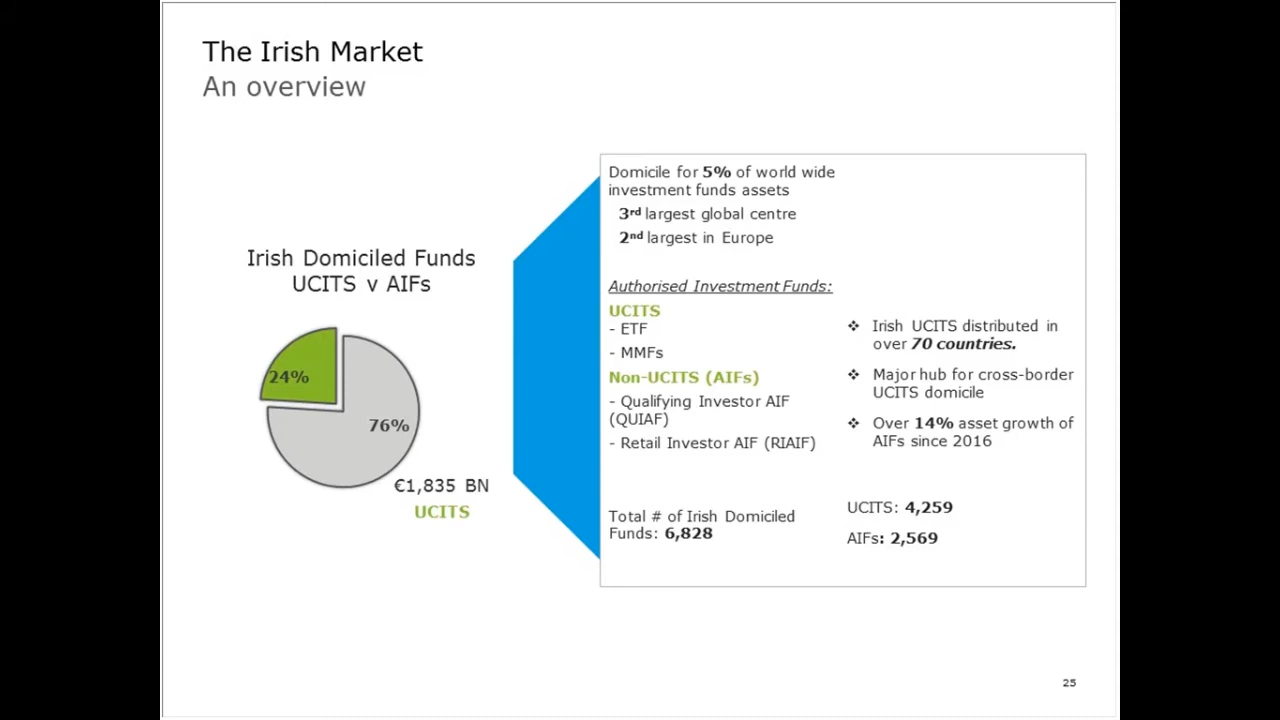 The Irish Market
An overview
Irish Domiciled Funds
UCITS v AIFs
24%
76%
€1,835 BN
UCITS
Domicile for 5% of world wide
investment funds assets
3rd largest global centre
2nd largest in Europe
Authorised Investment Funds:
UCITS
- ETF
- MMFs
Non-UCITS (AIFs)
- Qualifying Investor AIF
(QUIAF)
- Retail Investor AIF (RIAIF)
Total # of Irish Domiciled
Funds: 6,828
❖ Irish UCITS distributed in
over 70 countries.
❖ Major hub for cross-border
UCITS domicile
❖ Over 14% asset growth of
AIFs since 2016
UCITS: 4,259
AIFs: 2,569
25